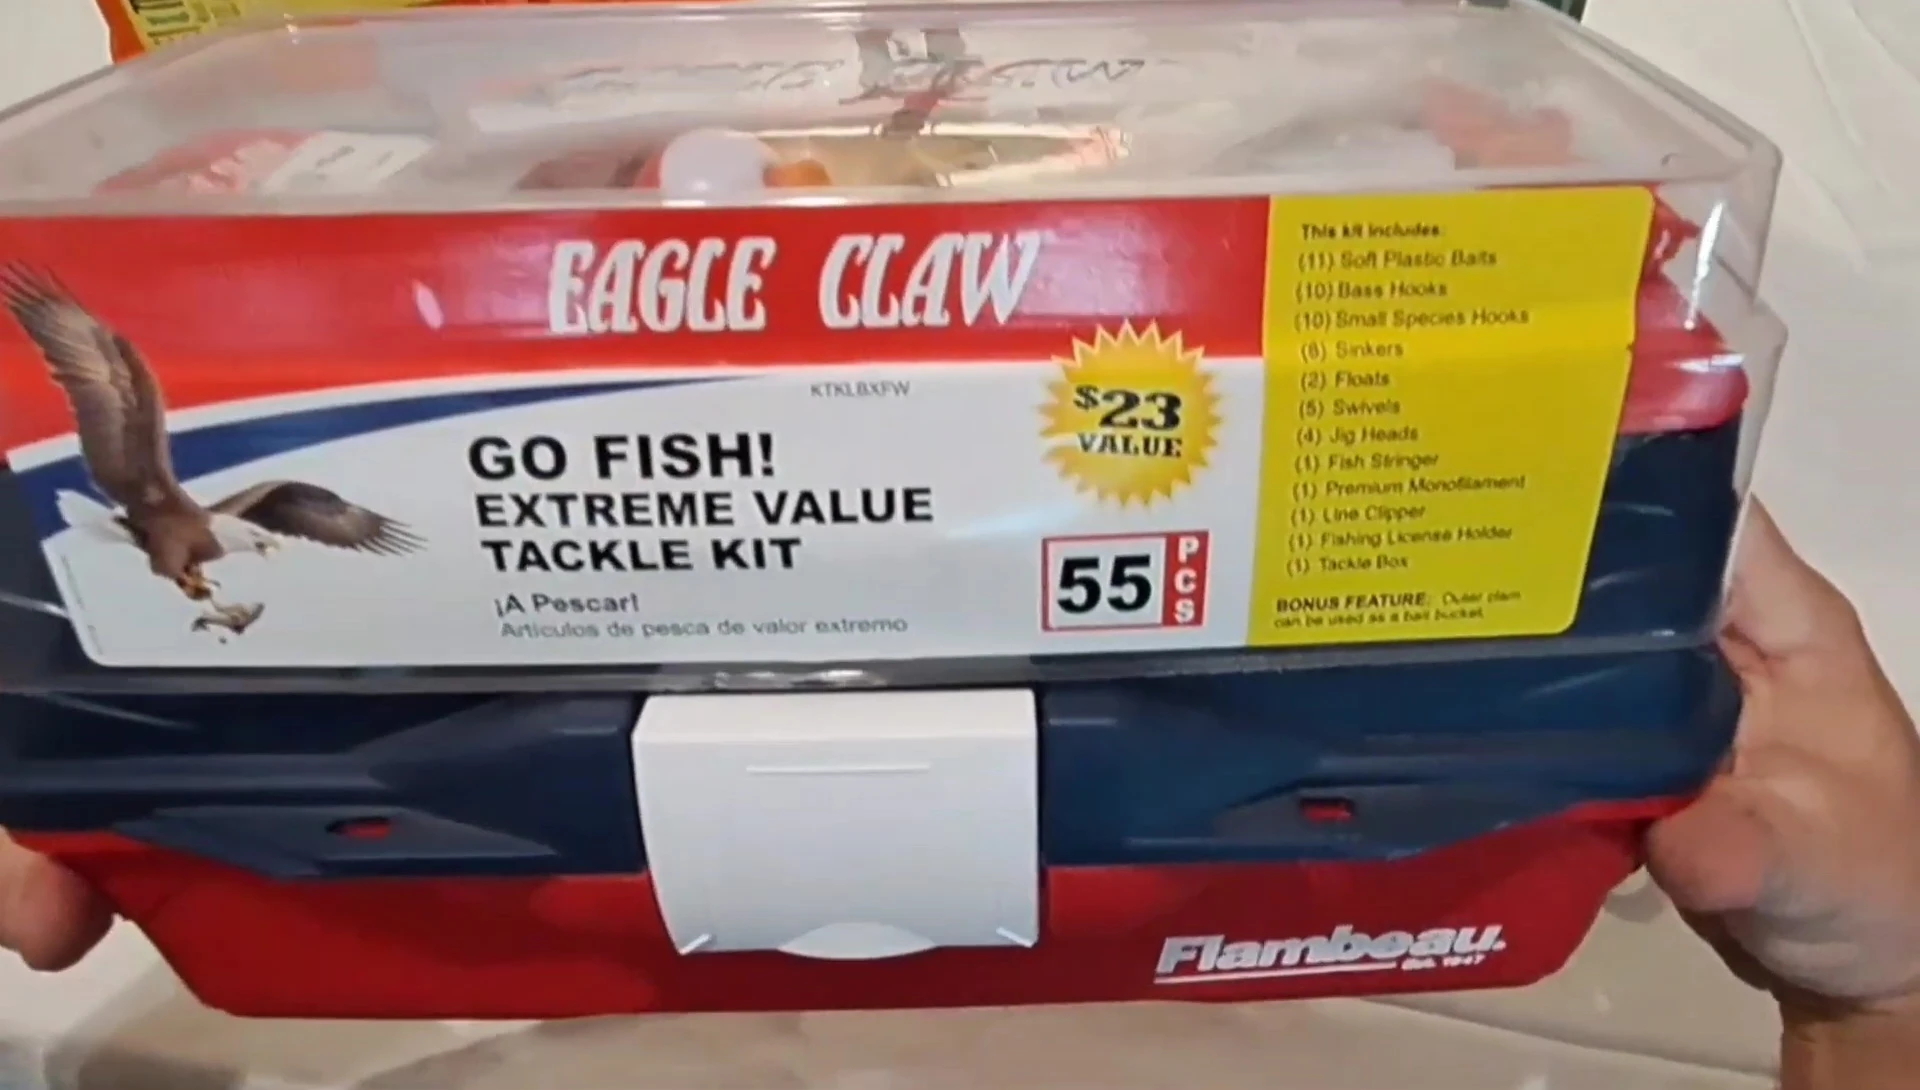 EAGLE CLAW
KTKLBXFW
GO FISH!
EXTREME VALUE
TACKLE KIT
¡A Pescar!
Artículos de pesca de valor extremo
$23
VALUE
55 PCS
This kit includes:
(11) Soft Plastic Baits
(10) Bass Hooks
(10) Small Species Hooks
(8) Sinkers
(2) Floats
(5) Swivels
(4) Jig Heads
(1) Fish Stringer
(1) Premium Monofilament
(1) Line Clipper
(1) Fishing License Holder
(1) Tackle Box
BONUS FEATURE: Outer clam
can be used as a bait bucket.
Flambeau.
Est. 1947